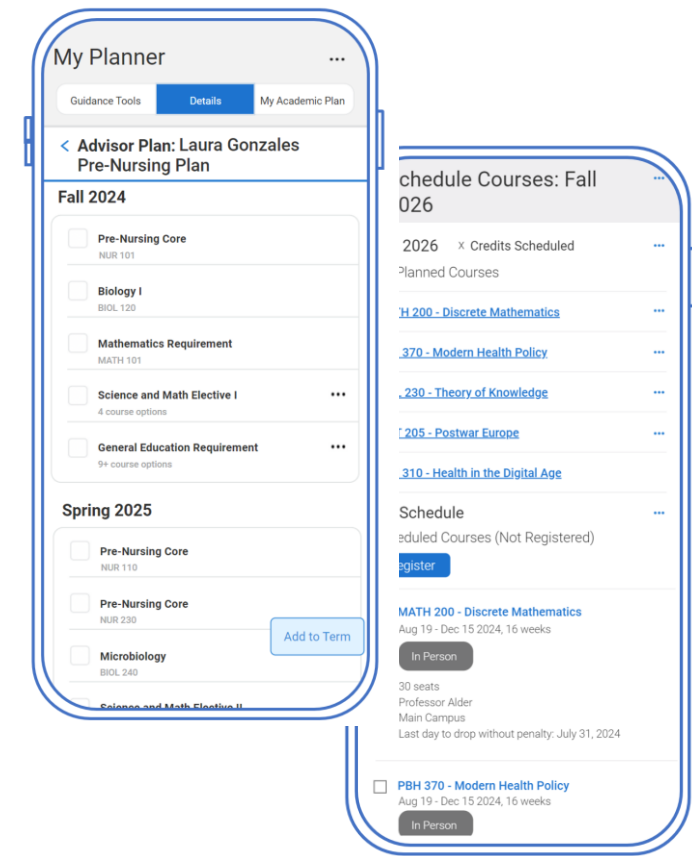 My Planner
...
Guidance Tools Details My Academic Plan
< Advisor Plan: Laura Gonzales
Pre-Nursing Plan
Fall 2024
Pre-Nursing Core
NUR 101
Biology I
BIOL 120
Mathematics Requirement
MATH 101
Science and Math Elective I ...
4 course options
General Education Requirement ...
9+ course options
Spring 2025
Pre-Nursing Core
NUR 110
Pre-Nursing Core
NUR 230
Add to Term
Microbiology
BIOL 240
Science and Math Elective II
chedule Courses: Fall ...
026
2026 x Credits Scheduled ...
Planned Courses
TH 200 - Discrete Mathematics ...
370 - Modern Health Policy ...
. 230 - Theory of Knowledge ...
T 205 - Postwar Europe ...
310 - Health in the Digital Age
Schedule ...
eduled Courses (Not Registered)
egister
MATH 200 - Discrete Mathematics
Aug 19 - Dec 15 2024, 16 weeks
In Person
30 seats
Professor Alder
Main Campus
Last day to drop without penalty: July 31, 2024
PBH 370 - Modern Health Policy
Aug 19 - Dec 15 2024, 16 weeks
In Person